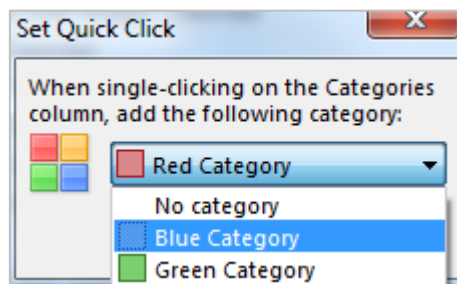 Set Quick Click
When single-clicking on the Categories
column, add the following category:
Red Category
No category
Blue Category
Green Category